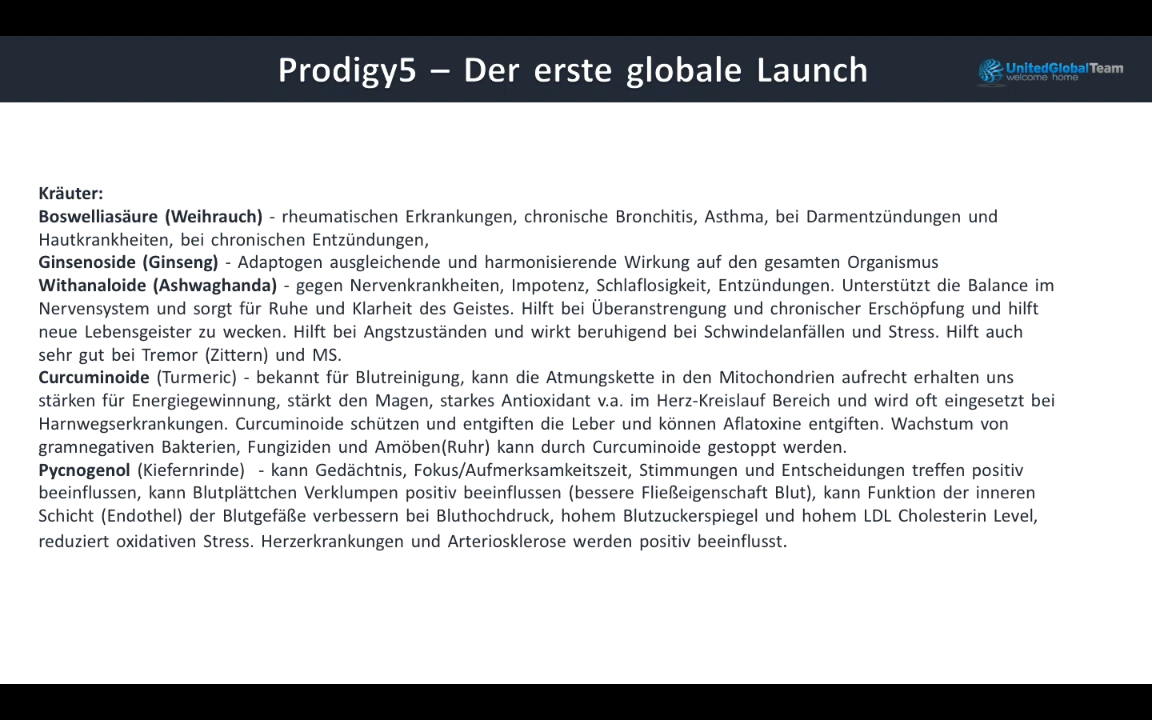 Prodigy5 – Der erste globale Launch
UnitedGlobalTeam
welcome home
Kräuter:
Boswelliasäure (Weihrauch) - rheumatischen Erkrankungen, chronische Bronchitis, Asthma, bei Darmentzündungen und
Hautkrankheiten, bei chronischen Entzündungen,
Ginsenoside (Ginseng) - Adaptogen ausgleichende und harmonisierende Wirkung auf den gesamten Organismus
Withanaloide (Ashwaghanda) - gegen Nervenkrankheiten, Impotenz, Schlaflosigkeit, Entzündungen. Unterstützt die Balance im
Nervensystem und sorgt für Ruhe und Klarheit des Geistes. Hilft bei Überanstrengung und chronischer Erschöpfung und hilft
neue Lebensgeister zu wecken. Hilft bei Angstzuständen und wirkt beruhigend bei Schwindelanfällen und Stress. Hilft auch
sehr gut bei Tremor (Zittern) und MS.
Curcuminoide (Turmeric) - bekannt für Blutreinigung, kann die Atmungskette in den Mitochondrien aufrecht erhalten uns
stärken für Energiegewinnung, stärkt den Magen, starkes Antioxidant v.a. im Herz-Kreislauf Bereich und wird oft eingesetzt bei
Harnwegserkrankungen. Curcuminoide schützen und entgiften die Leber und können Aflatoxine entgiften. Wachstum von
gramnegativen Bakterien, Fungiziden und Amöben(Ruhr) kann durch Curcuminoide gestoppt werden.
Pycnogenol (Kiefernrinde) - kann Gedächtnis, Fokus/Aufmerksamkeitszeit, Stimmungen und Entscheidungen treffen positiv
beeinflussen, kann Blutplättchen Verklumpen positiv beeinflussen (bessere Fließeigenschaft Blut), kann Funktion der inneren
Schicht (Endothel) der Blutgefäße verbessern bei Bluthochdruck, hohem Blutzuckerspiegel und hohem LDL Cholesterin Level,
reduziert oxidativen Stress. Herzerkrankungen und Arteriosklerose werden positiv beeinflusst.